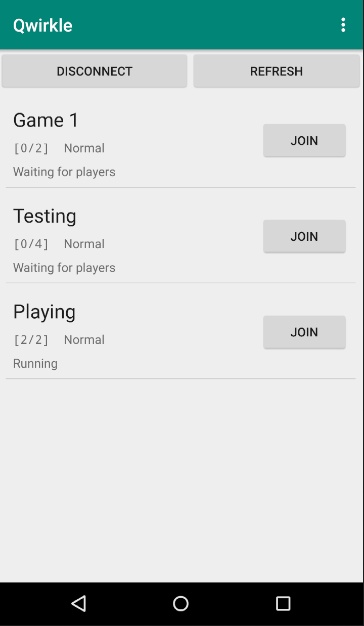 Qwirkle
DISCONNECT REFRESH
Game 1
[0/2] Normal
Waiting for players
JOIN
Testing
[0/4] Normal
Waiting for players
JOIN
Playing
[2/2] Normal
Running
JOIN